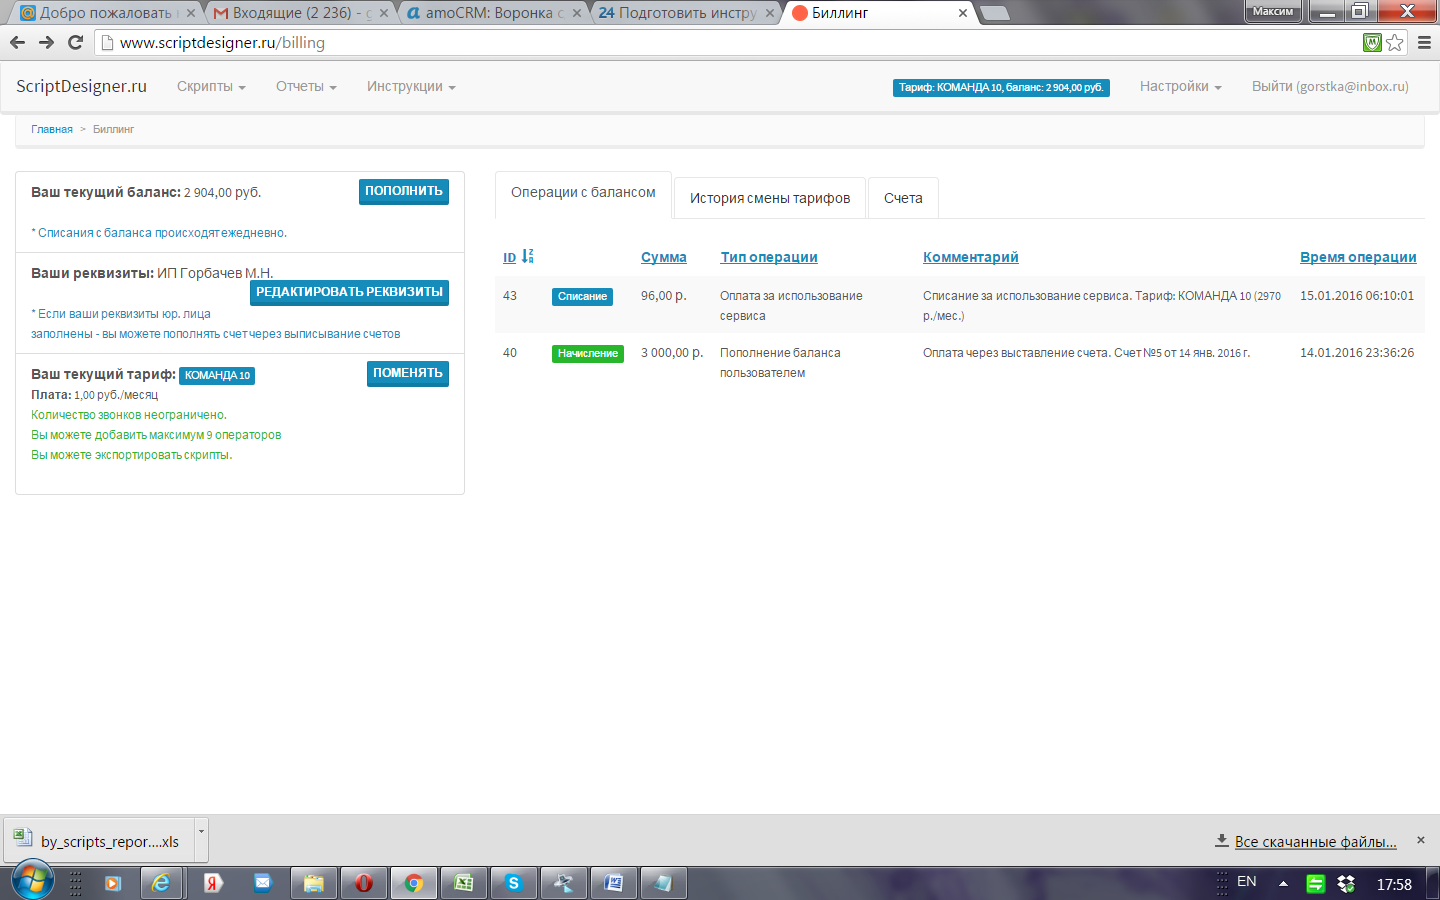 Добро пожаловать
Входящие (2 236) - g
amoCRM: Воронка с
24 Подготовить инстру
Биллинг
Максим
www.scriptdesigner.ru/billing
ScriptDesigner.ru
Скрипты
Отчеты
Инструкции
Тариф: КОМАНДА 10, баланс: 2 904,00 руб.
Настройки
Выйти (gorstka@inbox.ru)
Главная > Биллинг
Ваш текущий баланс: 2 904,00 руб.
ПОПОЛНИТЬ
* Списания с баланса происходят ежедневно.
Ваши реквизиты: ИП Горбачев М.Н.
РЕДАКТИРОВАТЬ РЕКВИЗИТЫ
* Если ваши реквизиты юр. лица
заполнены - вы можете пополнять счет через выписывание счетов
Ваш текущий тариф: КОМАНДА 10
ПОМЕНЯТЬ
Плата: 1,00 руб./месяц
Количество звонков неограничено.
Вы можете добавить максимум 9 операторов
Вы можете экспортировать скрипты.
Операции с балансом
История смены тарифов
Счета
ID Сумма Тип операции Комментарий Время операции
43 Списание 96,00 р. Оплата за использование Списание за использование сервиса. Тариф: КОМАНДА 10 (2970 15.01.2016 06:10:01
сервиса р./мес.)
40 Начисление 3 000,00 р. Пополнение баланса Оплата через выставление счета. Счет №5 от 14 янв. 2016 г. 14.01.2016 23:36:26
пользователем
by_scripts_repor....xls
Все скачанные файлы...
EN
17:58